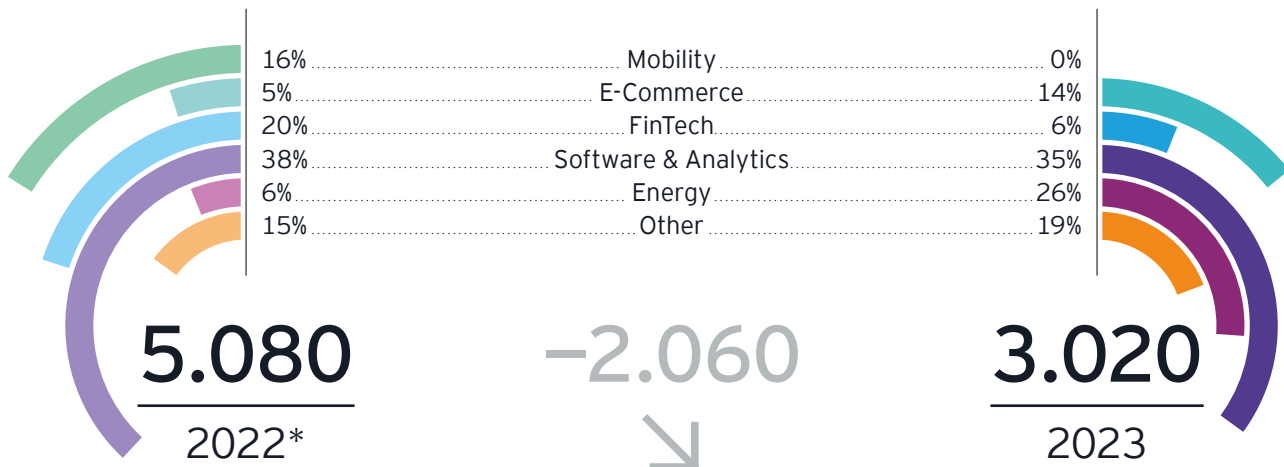 16% Mobility 0%
5% E-Commerce 14%
20% FinTech 6%
38% Software & Analytics 35%
6% Energy 26%
15% Other 19%
5.080 −2.060 3.020
2022* 2023